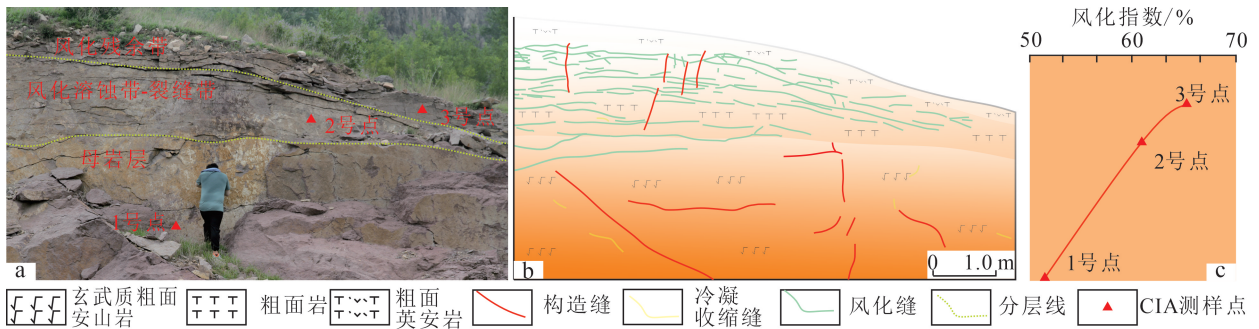 风化残余带
风化溶蚀带-裂缝带
3号点
2号点
母岩层
1号点
a
b
0 1.0 m
风化指数/%
50 60 70
3号点
2号点
1号点
c
玄武质粗面
安山岩
粗面岩
粗面
英安岩
构造缝
冷凝
收缩缝
风化缝
分层线
CIA测样点